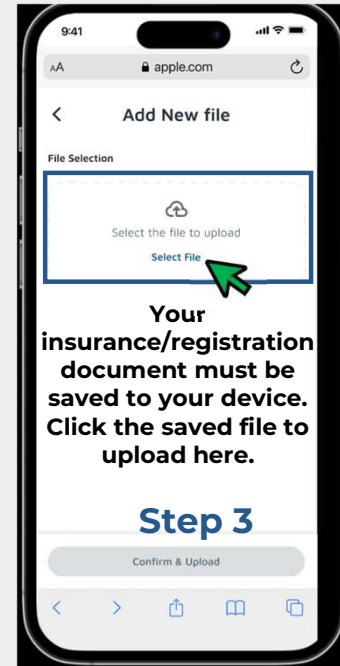 9:41
AA apple.com
Add New file
File Selection
Select the file to upload
Select File
Your
insurance/registration
document must be
saved to your device.
Click the saved file to
upload here.
Step 3
Confirm & Upload